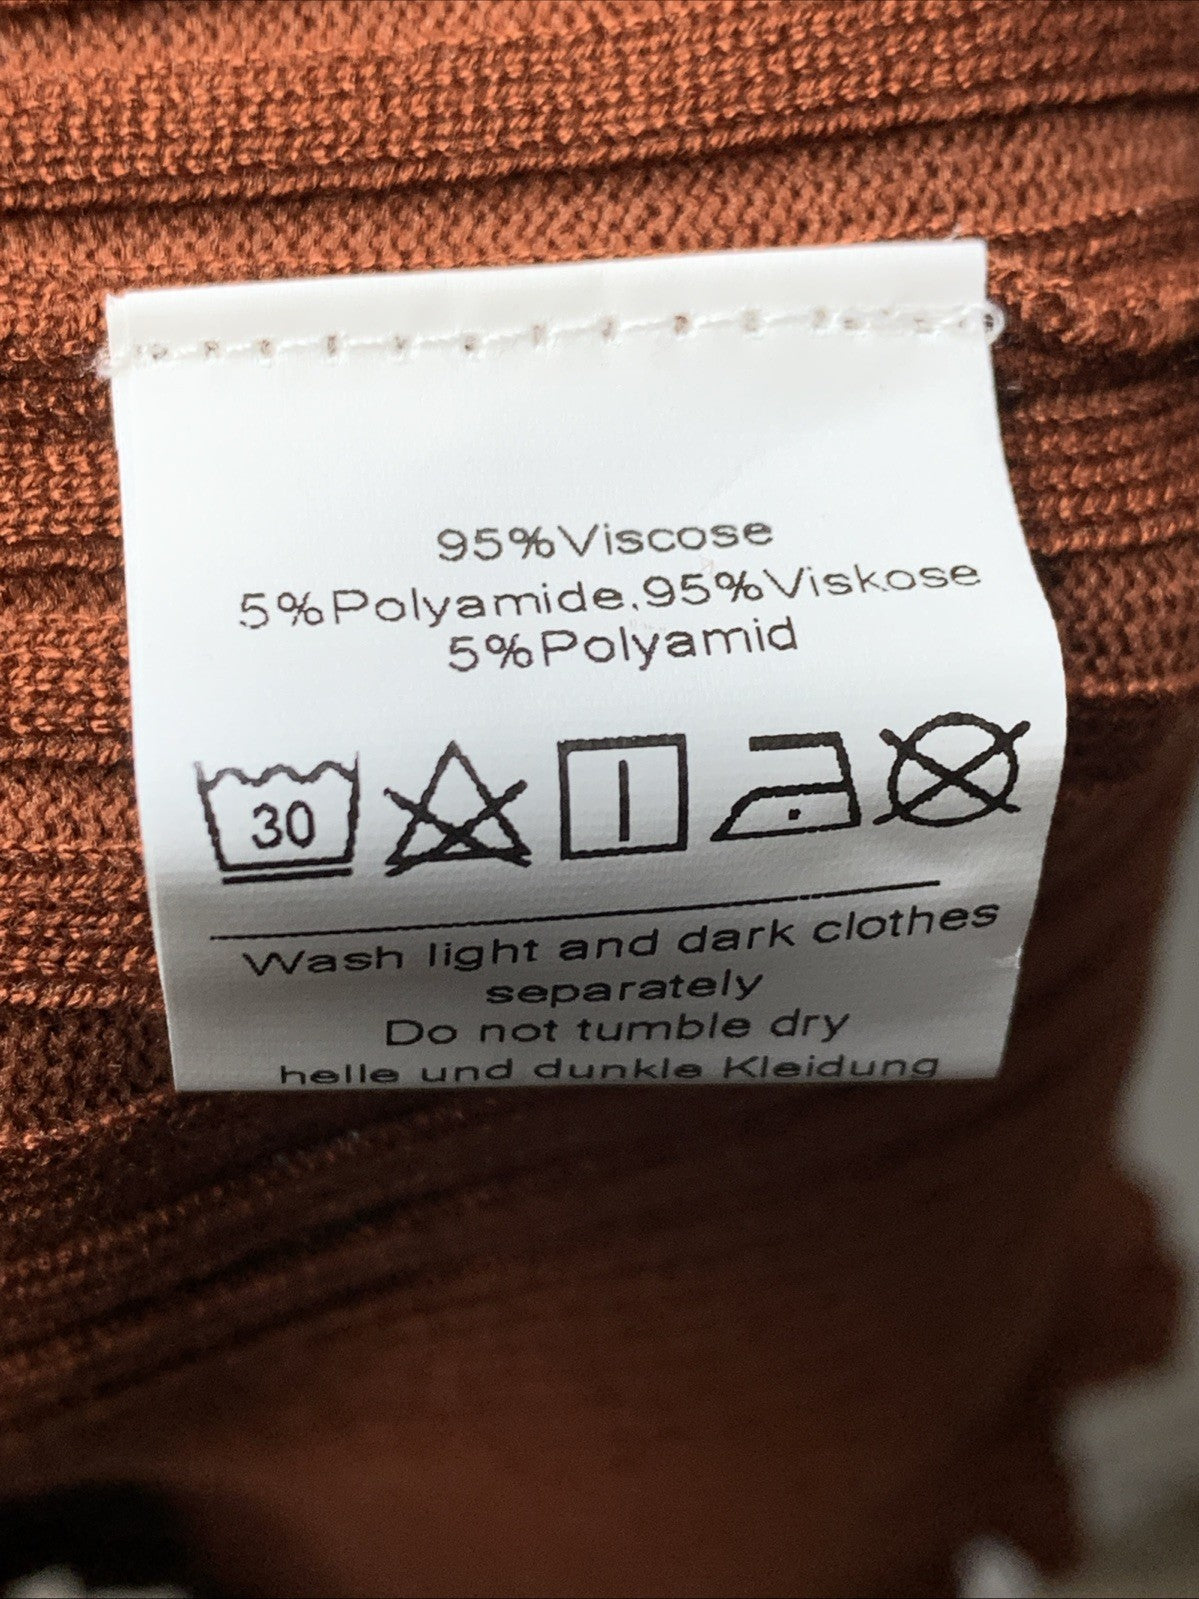 95%Viscose
5%Polyamide.95%Viskose
5%Polyamid
30
Wash light and dark clothes
separately
Do not tumble dry
helle und dunkle Kleidung